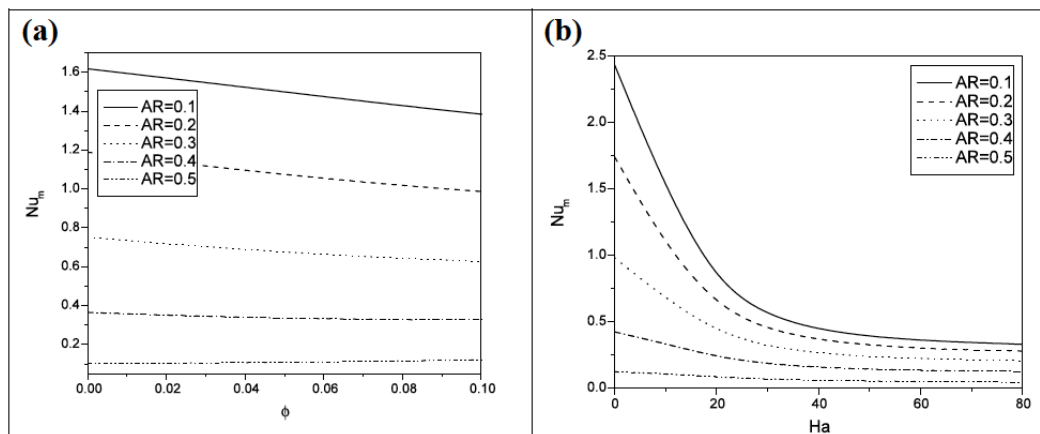 (a)
1.6
1.4
1.2
1.0
0.8
0.6
0.4
0.2
Nu_m
AR=0.1
AR=0.2
AR=0.3
AR=0.4
AR=0.5
0.00 0.02 0.04 0.06 0.08 0.10
ϕ
(b)
2.5
2.0
1.5
1.0
0.5
0.0
Nu_m
AR=0.1
AR=0.2
AR=0.3
AR=0.4
AR=0.5
0 20 40 60 80
Ha